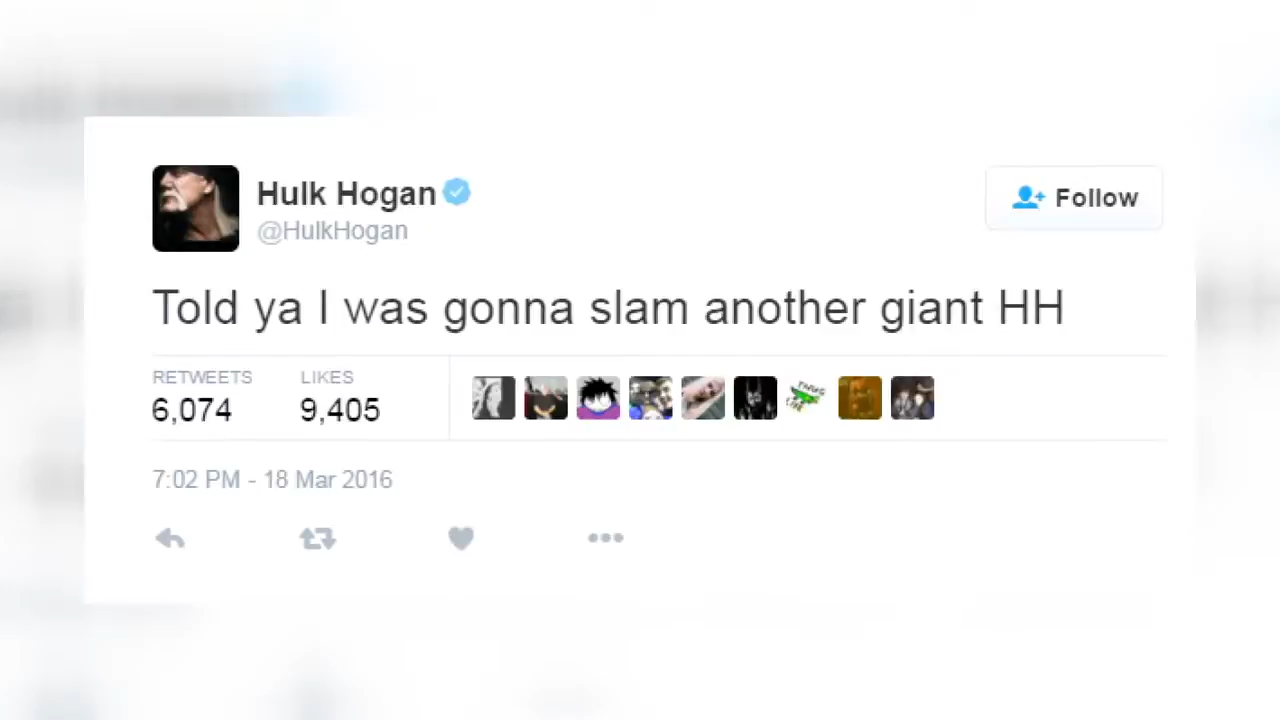 Hulk Hogan
@HulkHogan
Follow
Told ya I was gonna slam another giant HH
RETWEETS LIKES
6,074 9,405
7:02 PM - 18 Mar 2016